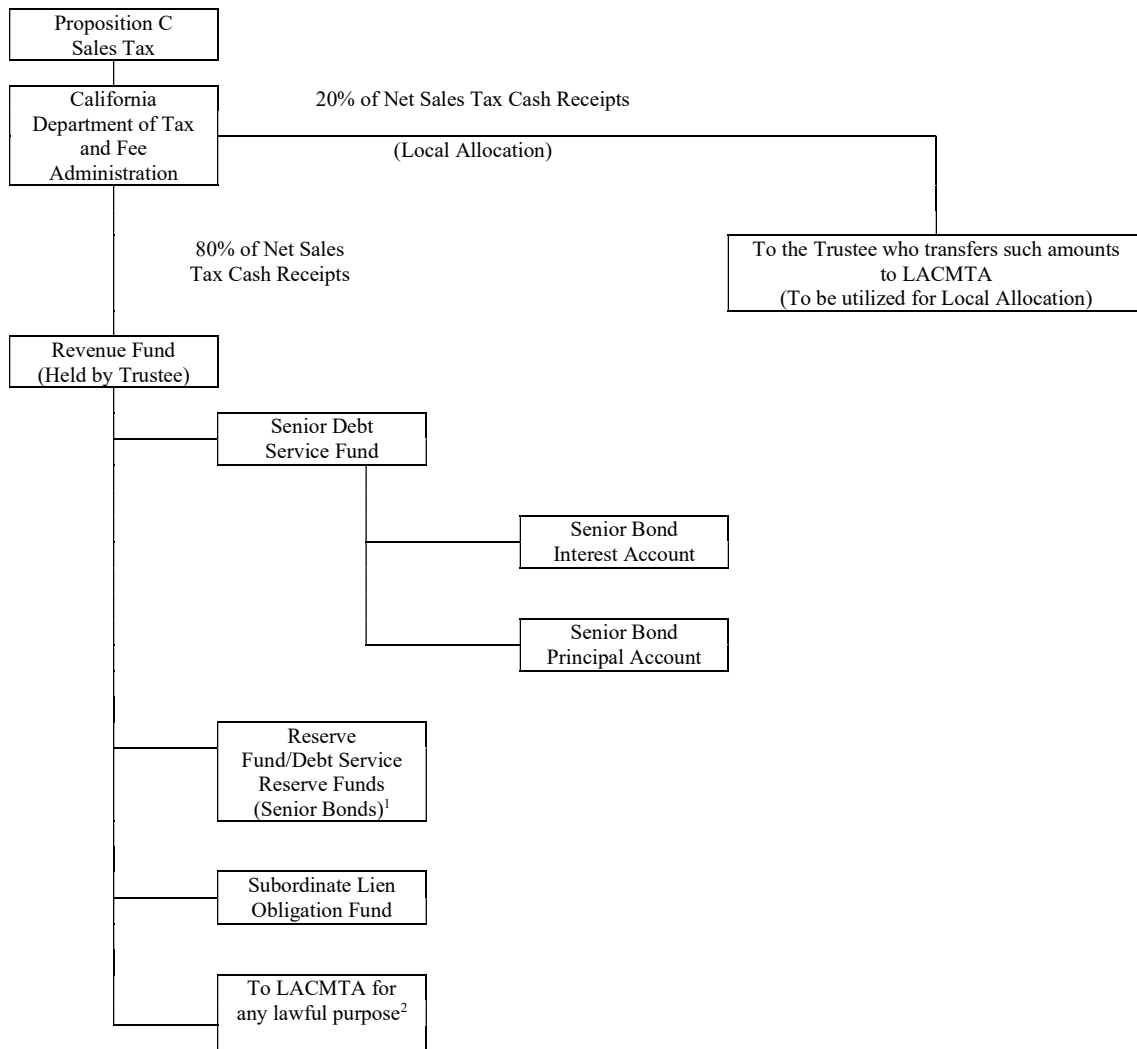 Proposition C
Sales Tax
California
Department of Tax
and Fee
Administration
20% of Net Sales Tax Cash Receipts
(Local Allocation)
80% of Net Sales
Tax Cash Receipts
To the Trustee who transfers such amounts
to LACMTA
(To be utilized for Local Allocation)
Revenue Fund
(Held by Trustee)
Senior Debt
Service Fund
Senior Bond
Interest Account
Senior Bond
Principal Account
Reserve
Fund/Debt Service
Reserve Funds
(Senior Bonds)¹
Subordinate Lien
Obligation Fund
To LACMTA for
any lawful purpose²